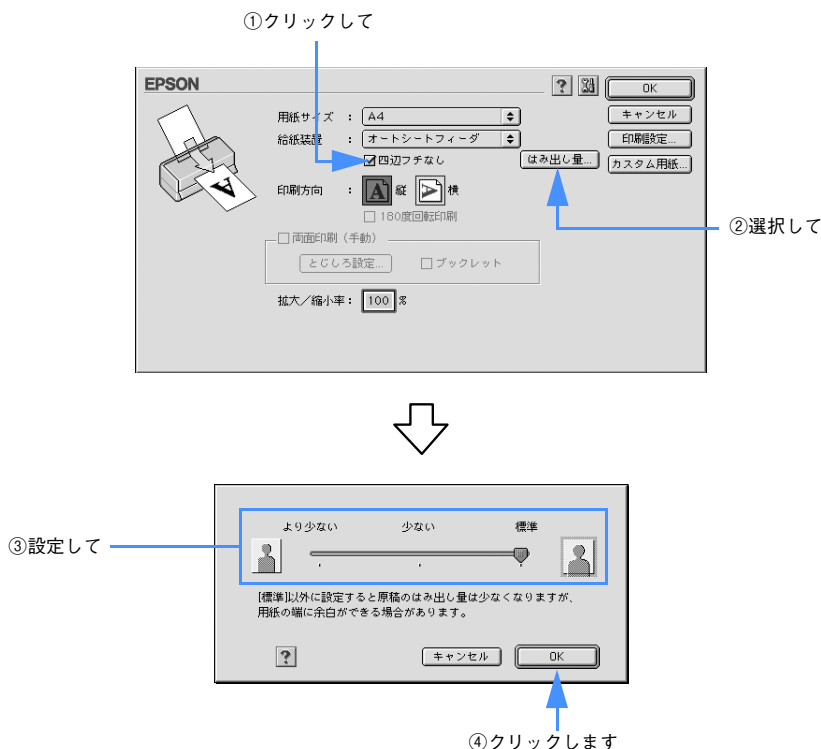 ①クリックして
EPSON
? OK
用紙サイズ : A4 キャンセル
給紙装置 : オートシートフィーダ 印刷設定...
四辺フチなし はみ出し量... カスタム用紙...
印刷方向 : A 縦 A 横
180度回転印刷
②選択して
両面印刷（手動）
とじしろ設定... ブックレット
拡大／縮小率： 100 %
A
より少ない 少ない 標準
③設定して
[標準]以外に設定すると原稿のはみ出し量は少なくなりますが、
用紙の端に余白ができる場合があります。
? キャンセル OK
④クリックします